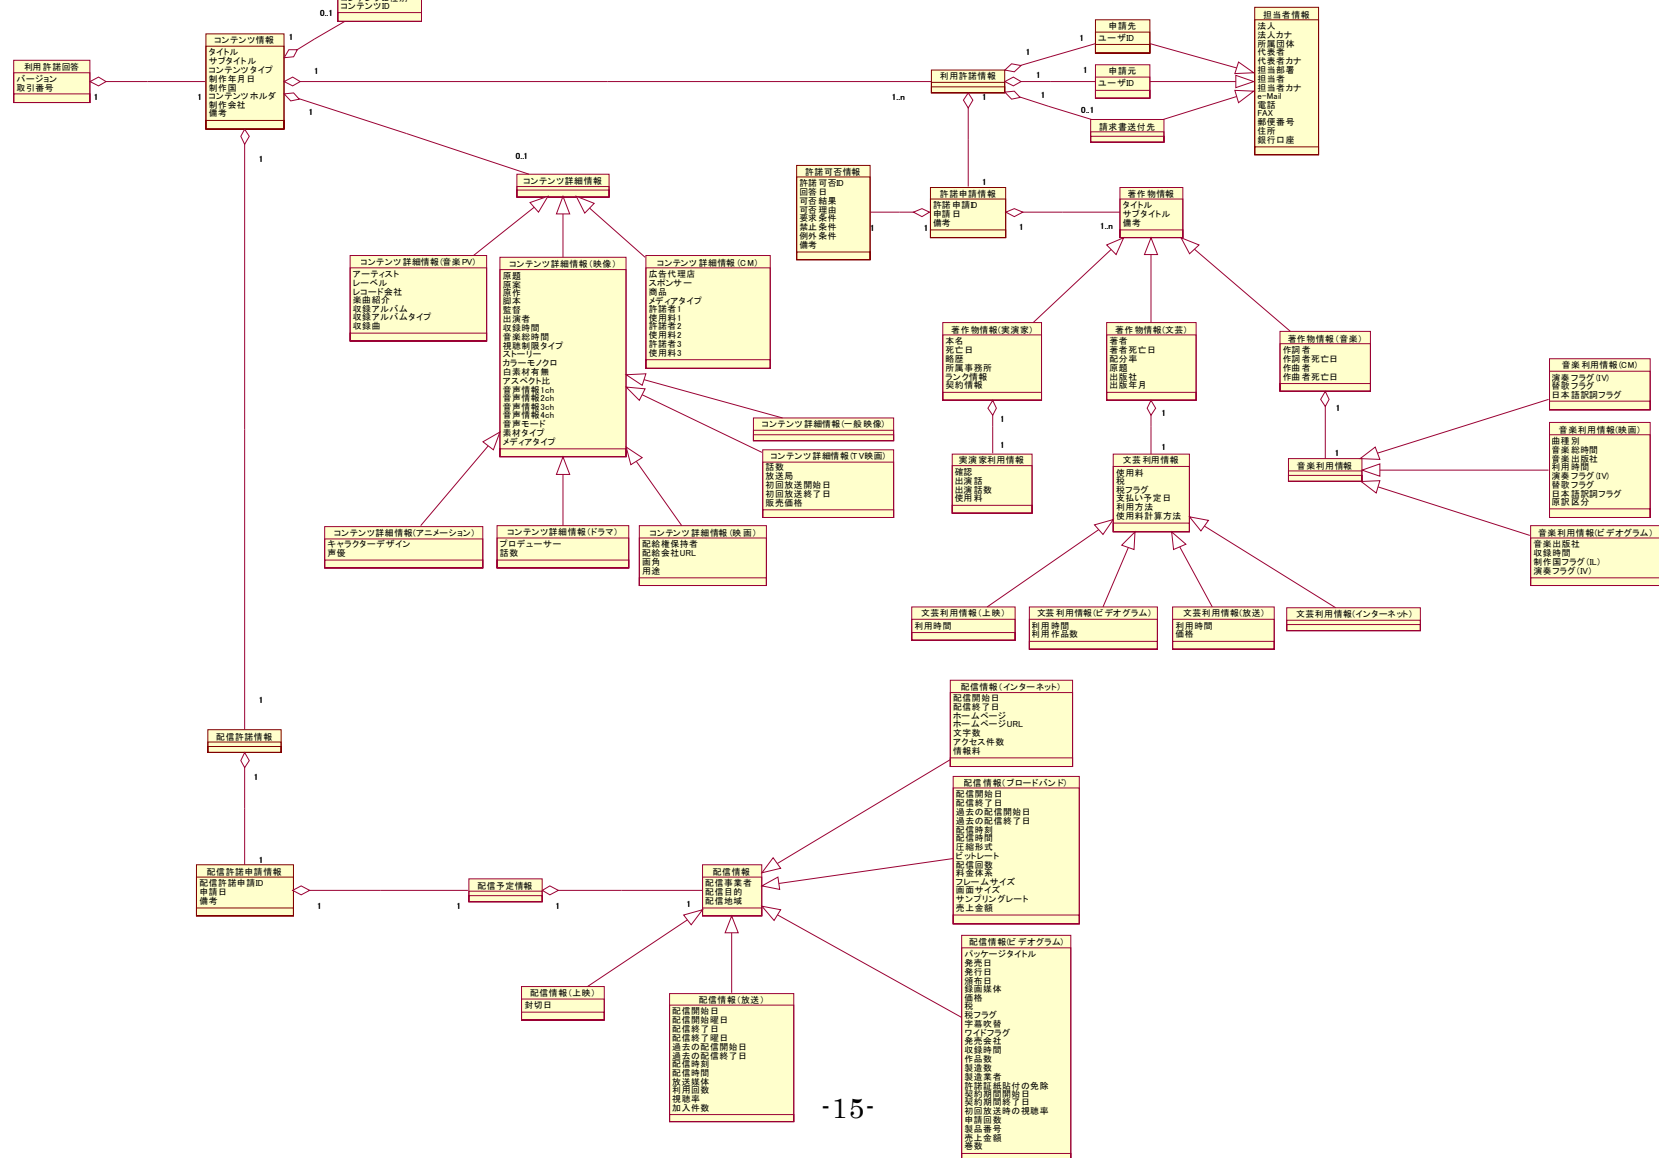 コンテンツID
0..1
1
コンテンツ情報
タイトル
サブタイトル
コンテンツタイプ
制作年月日
制作国
コンテンツホルダ
制作会社
備考
利用許諾回答
バージョン
取引番号
1
1
1
1
1
0..1
利用許諾情報
1..n
1
1
1
1
1
1
0..1
申請先
ユーザID
申請元
ユーザID
請求書送付先
担当者情報
法人
法人カナ
所属団体
代表者
代表者カナ
担当部署
担当者
担当者カナ
e-Mail
電話
FAX
郵便番号
住所
銀行口座
許諾可否情報
許諾可否ID
回答日
可否結果
可否理由
要求条件
禁止条件
例外条件
備考
1
1
1
許諾申請情報
許諾申請ID
申請日
備考
1
1..n
著作物情報
タイトル
サブタイトル
備考
コンテンツ詳細情報
コンテンツ詳細情報(音楽PV)
アーティスト
レーベル
レコード会社
楽曲紹介
収録アルバム
収録アルバムタイプ
収録曲
コンテンツ詳細情報(映像)
原題
原案
原作
脚本
監督
出演者
収録時間
音楽総時間
視聴制限タイプ
ストーリー
カラーモノクロ
白素材有無
アスペクト比
音声情報1ch
音声情報2ch
音声情報3ch
音声情報4ch
音声モード
素材タイプ
メディアタイプ
コンテンツ詳細情報(CM)
広告代理店
スポンサー
商品
メディアタイプ
許諾者1
使用料1
許諾者2
使用料2
許諾者3
使用料3
コンテンツ詳細情報(一般映像)
コンテンツ詳細情報(TV映画)
話数
放送局
初回放送開始日
初回放送終了日
販売価格
コンテンツ詳細情報(アニメーション)
キャラクターデザイン
声優
コンテンツ詳細情報(ドラマ)
プロデューサー
話数
コンテンツ詳細情報(映画)
配給権保持者
配給会社URL
画角
用途
著作物情報(実演家)
本名
死亡日
略歴
所属事務所
ランク情報
契約情報
1
1
実演家利用情報
確認
出演話
出演話数
使用料
著作物情報(文芸)
著者
著者死亡日
配分率
原題
出版社
出版年月
1
1
文芸利用情報
使用料
税
税フラグ
支払い予定日
利用方法
使用料計算方法
著作物情報(音楽)
作詞者
作詞者死亡日
作曲者
作曲者死亡日
1
1
音楽利用情報
音楽利用情報(CM)
演奏フラグ(IV)
替歌フラグ
日本語訳詞フラグ
音楽利用情報(映画)
曲種別
音楽総時間
音楽出版社
利用時間
演奏フラグ(IV)
替歌フラグ
日本語訳詞フラグ
原訳区分
音楽利用情報(ビデオグラム)
音楽出版社
収録時間
制作国フラグ(IL)
演奏フラグ(IV)
文芸利用情報(上映)
利用時間
文芸利用情報(ビデオグラム)
利用時間
利用作品数
文芸利用情報(放送)
利用時間
価格
文芸利用情報(インターネット)
1
配信許諾情報
1
1
配信許諾申請情報
配信許諾申請ID
申請日
備考
1
1
配信予定情報
1
1
配信情報
配信事業者
配信目的
配信地域
配信情報(インターネット)
配信開始日
配信終了日
ホームページ
ホームページURL
文字数
アクセス件数
情報料
配信情報(ブロードバンド)
配信開始日
配信終了日
過去の配信開始日
過去の配信終了日
配信時刻
配信時間
圧縮形式
ビットレート
配信回数
料金体系
フレームサイズ
画面サイズ
サンプリングレート
売上金額
配信情報(ビデオグラム)
パッケージタイトル
発売日
発行日
頒布日
録画媒体
価格
税
税フラグ
字幕吹替
ワイドフラグ
発売会社
収録時間
作品数
製造数
製造業者
許諾証紙貼付の免除
契約期間開始日
契約期間終了日
初回放送時の視聴率
申請回数
製品番号
売上金額
巻数
配信情報(上映)
封切日
配信情報(放送)
配信開始日
配信開始曜日
配信終了日
配信終了曜日
過去の配信開始日
過去の配信終了日
配信時刻
配信時間
放送媒体
利用回数
視聴率
加入件数
-15-